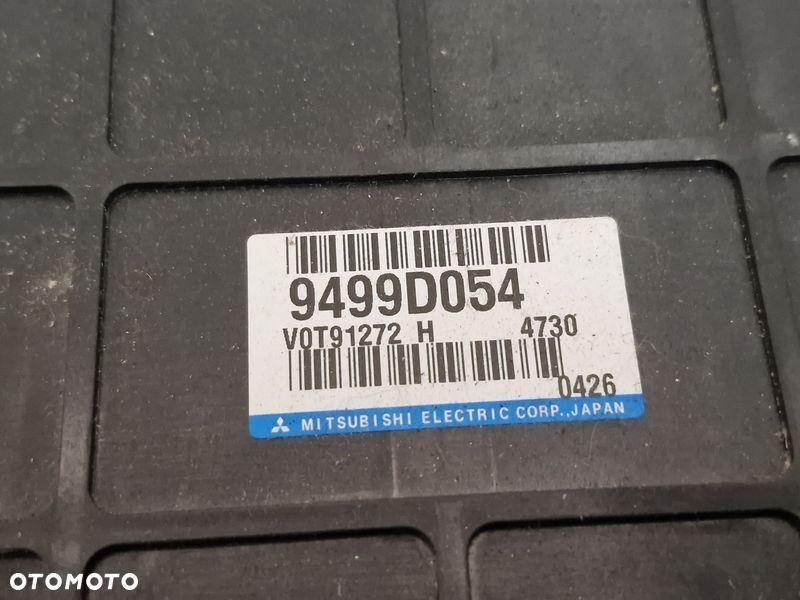 9499D054
V0T91272 H 4730
0426
MITSUBISHI ELECTRIC CORP.,JAPAN
OTOMOTO